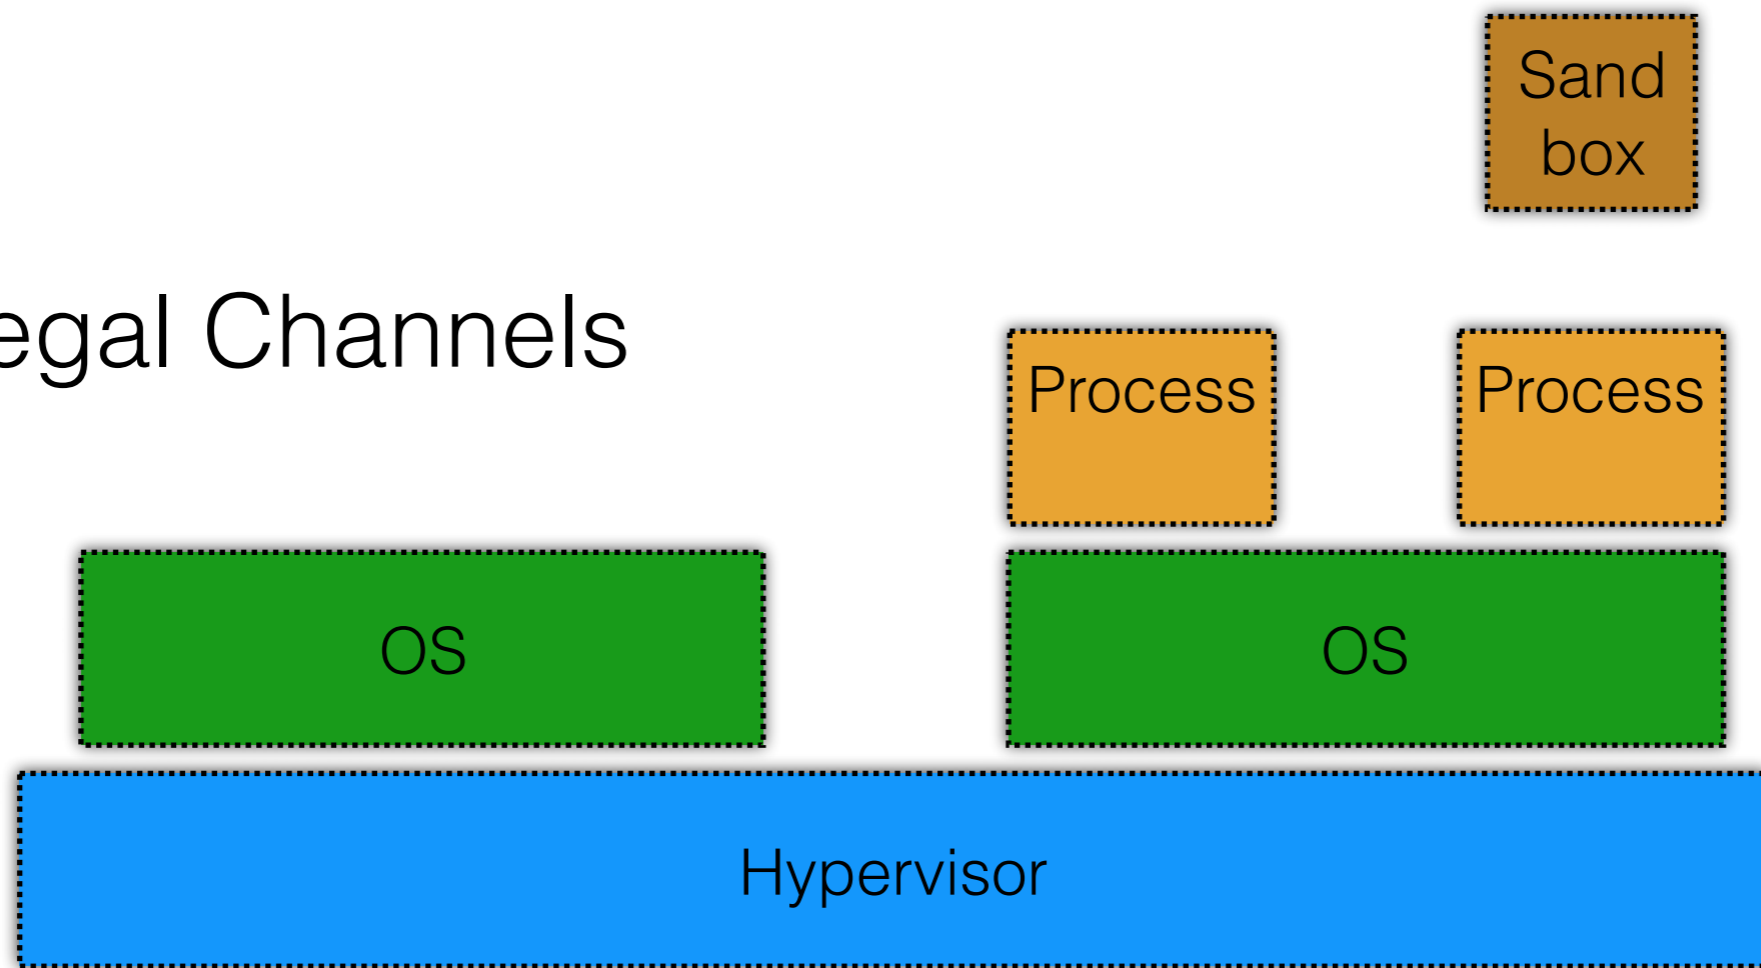 Sand
box
egal Channels
Process
Process
OS
OS
Hypervisor